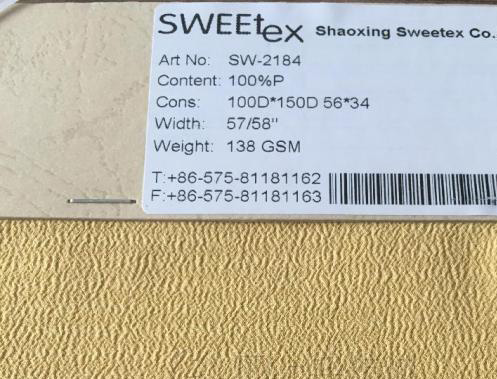 SWEEtex Shaoxing Sweetex Co.
Art No: SW-2184
Content: 100%P
Cons: 100D*150D 56*34
Width: 57/58"
Weight: 138 GSM
T:+86-575-81181162
F:+86-575-81181163